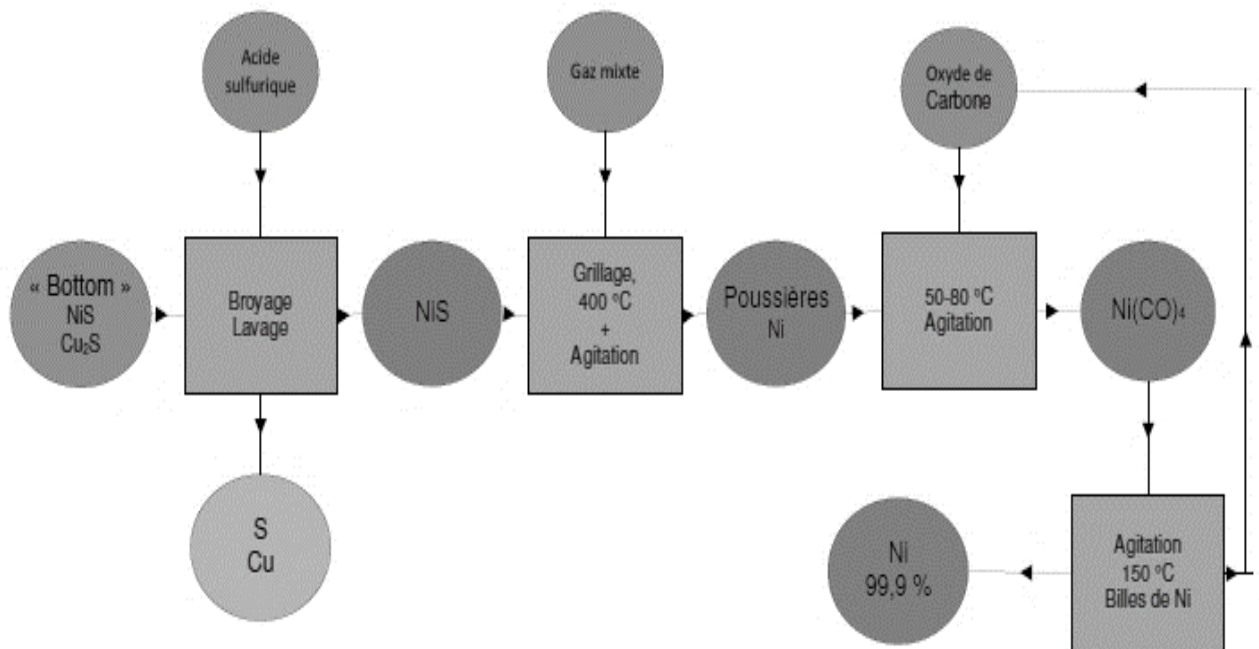 Acide
sulfurique
Gaz mixte
Oxyde de
Carbone
« Bottom »
NiS
Cu₂S
Broyage
Lavage
NiS
Grillage,
400 °C
+
Agitation
Poussières
Ni
50-80 °C
Agitation
Ni(CO)₄
S
Cu
Ni
99,9 %
Agitation
150 °C
Billes de Ni